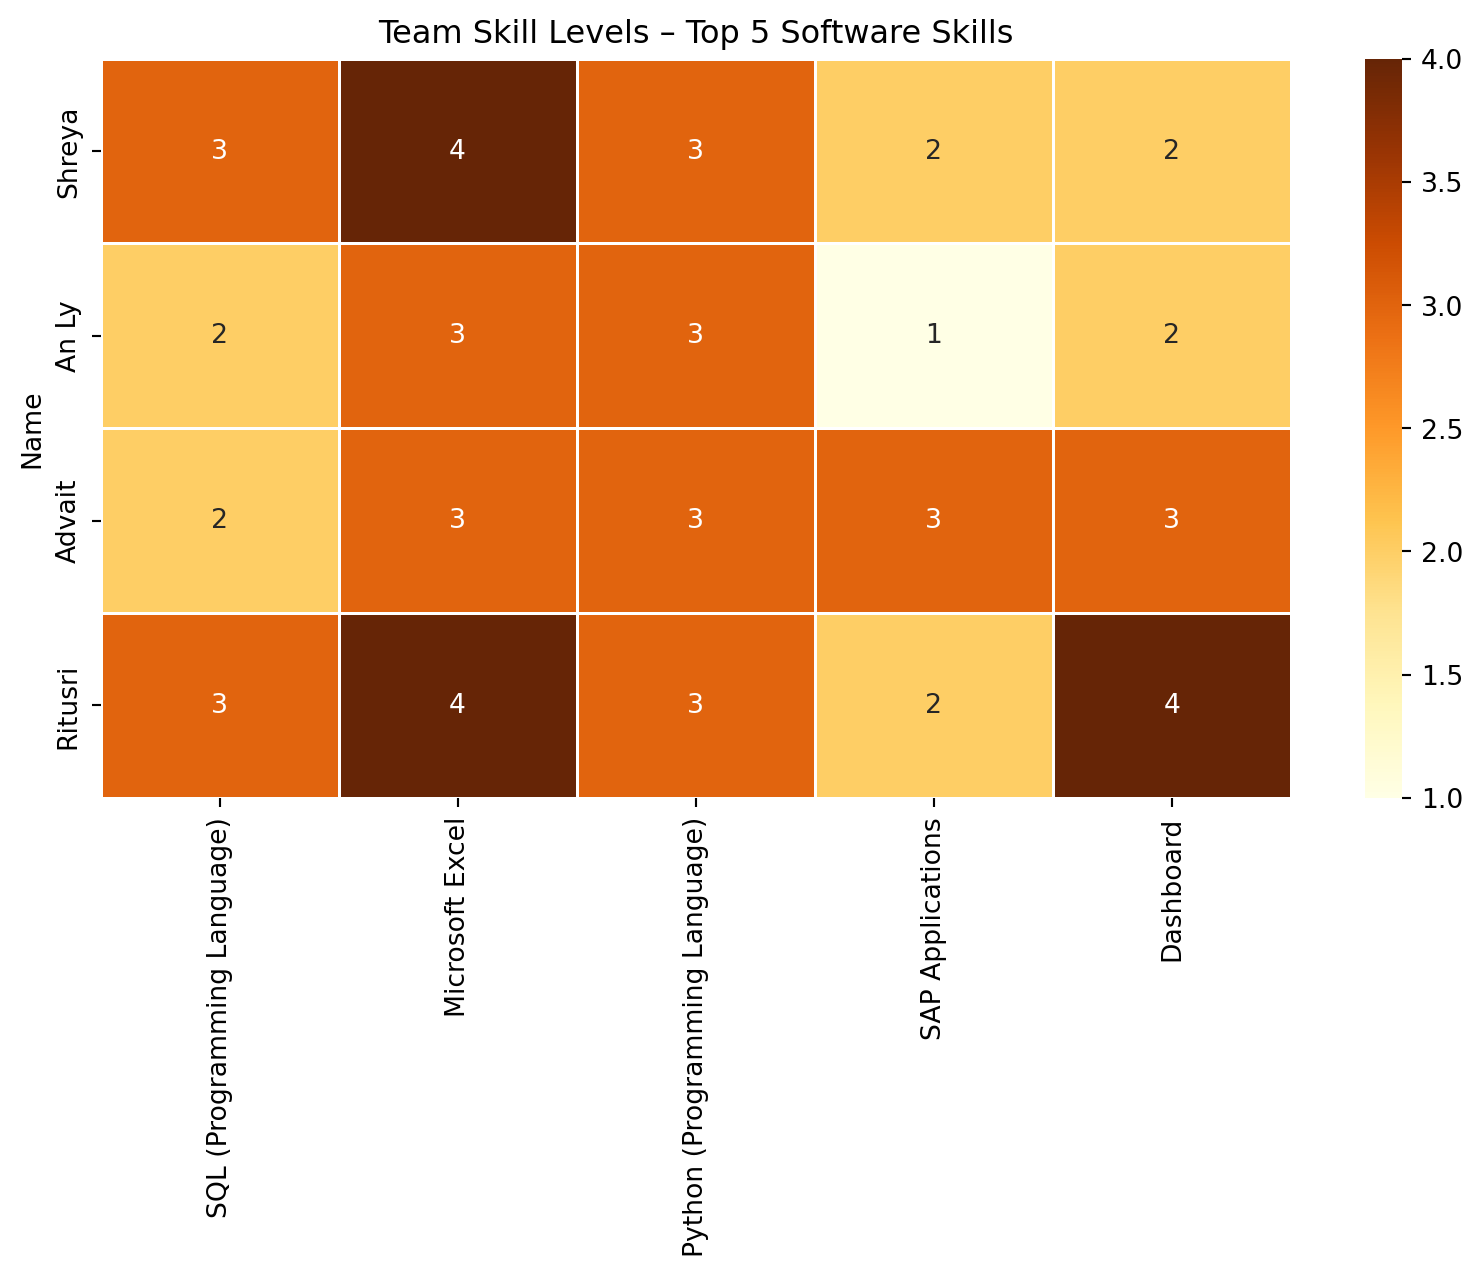 Team Skill Levels – Top 5 Software Skills
Name
Shreya
3
4
3
2
2
An Ly
2
3
3
1
2
Advait
2
3
3
3
3
Ritusri
3
4
3
2
4
SQL (Programming Language)
Microsoft Excel
Python (Programming Language)
SAP Applications
Dashboard
4.0
3.5
3.0
2.5
2.0
1.5
1.0